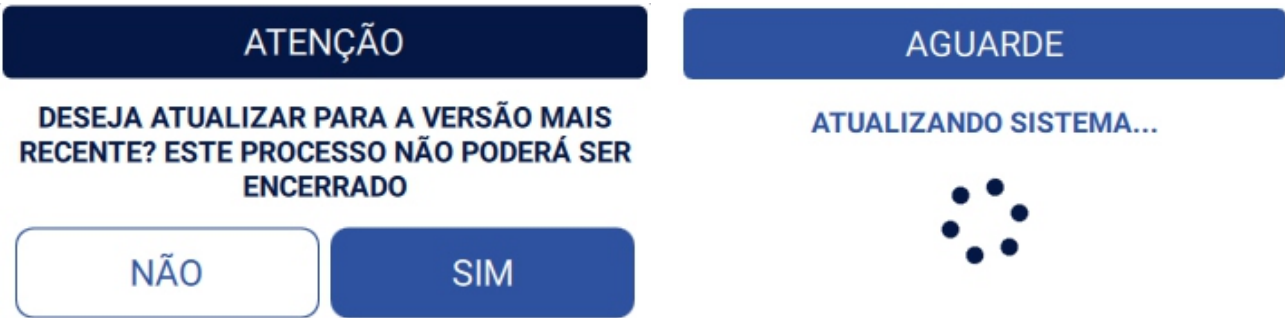 ATENÇÃO
DESEJA ATUALIZAR PARA A VERSÃO MAIS
RECENTE? ESTE PROCESSO NÃO PODERÁ SER
ENCERRADO
NÃO
SIM
AGUARDE
ATUALIZANDO SISTEMA...